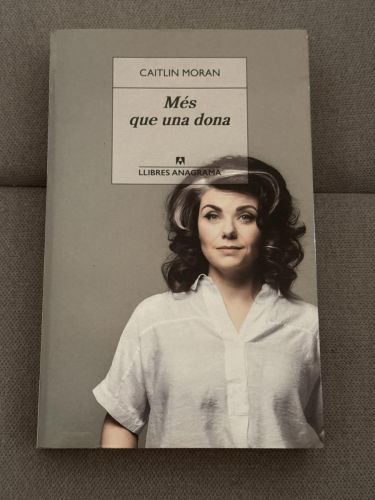 CAITLIN MORAN
Més
que una dona
LLIBRES ANAGRAMA